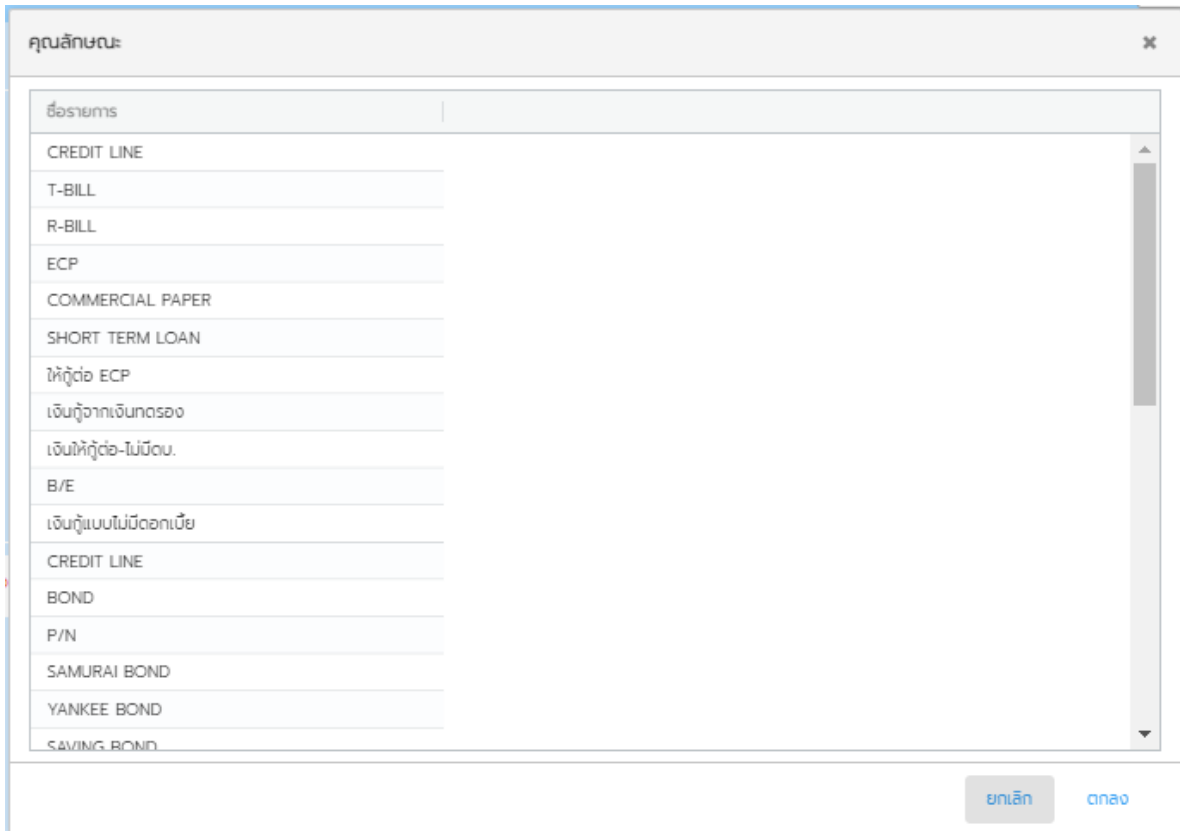 คุณลักษณะ
ชื่อรายการ
CREDIT LINE
T-BILL
R-BILL
ECP
COMMERCIAL PAPER
SHORT TERM LOAN
ให้กู้ต่อ ECP
เงินกู้จากเงินทดรอง
เงินให้กู้ต่อ-ไม่มีดบ.
B/E
เงินกู้แบบไม่มีดอกเบี้ย
CREDIT LINE
BOND
P/N
SAMURAI BOND
YANKEE BOND
SAVING BOND
ยกเลิก ตกลง